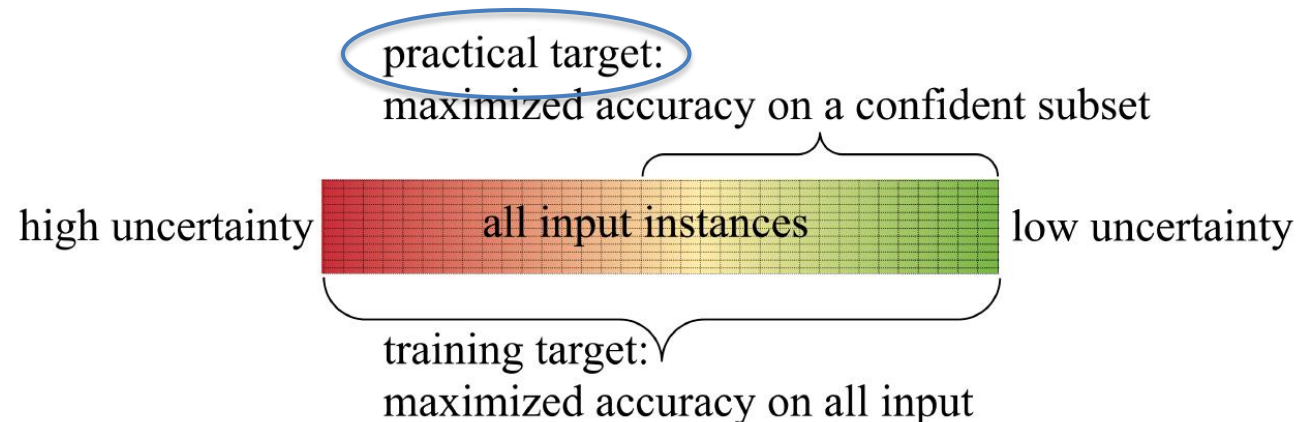 practical target:
maximized accuracy on a confident subset
high uncertainty
all input instances
low uncertainty
training target:
maximized accuracy on all input